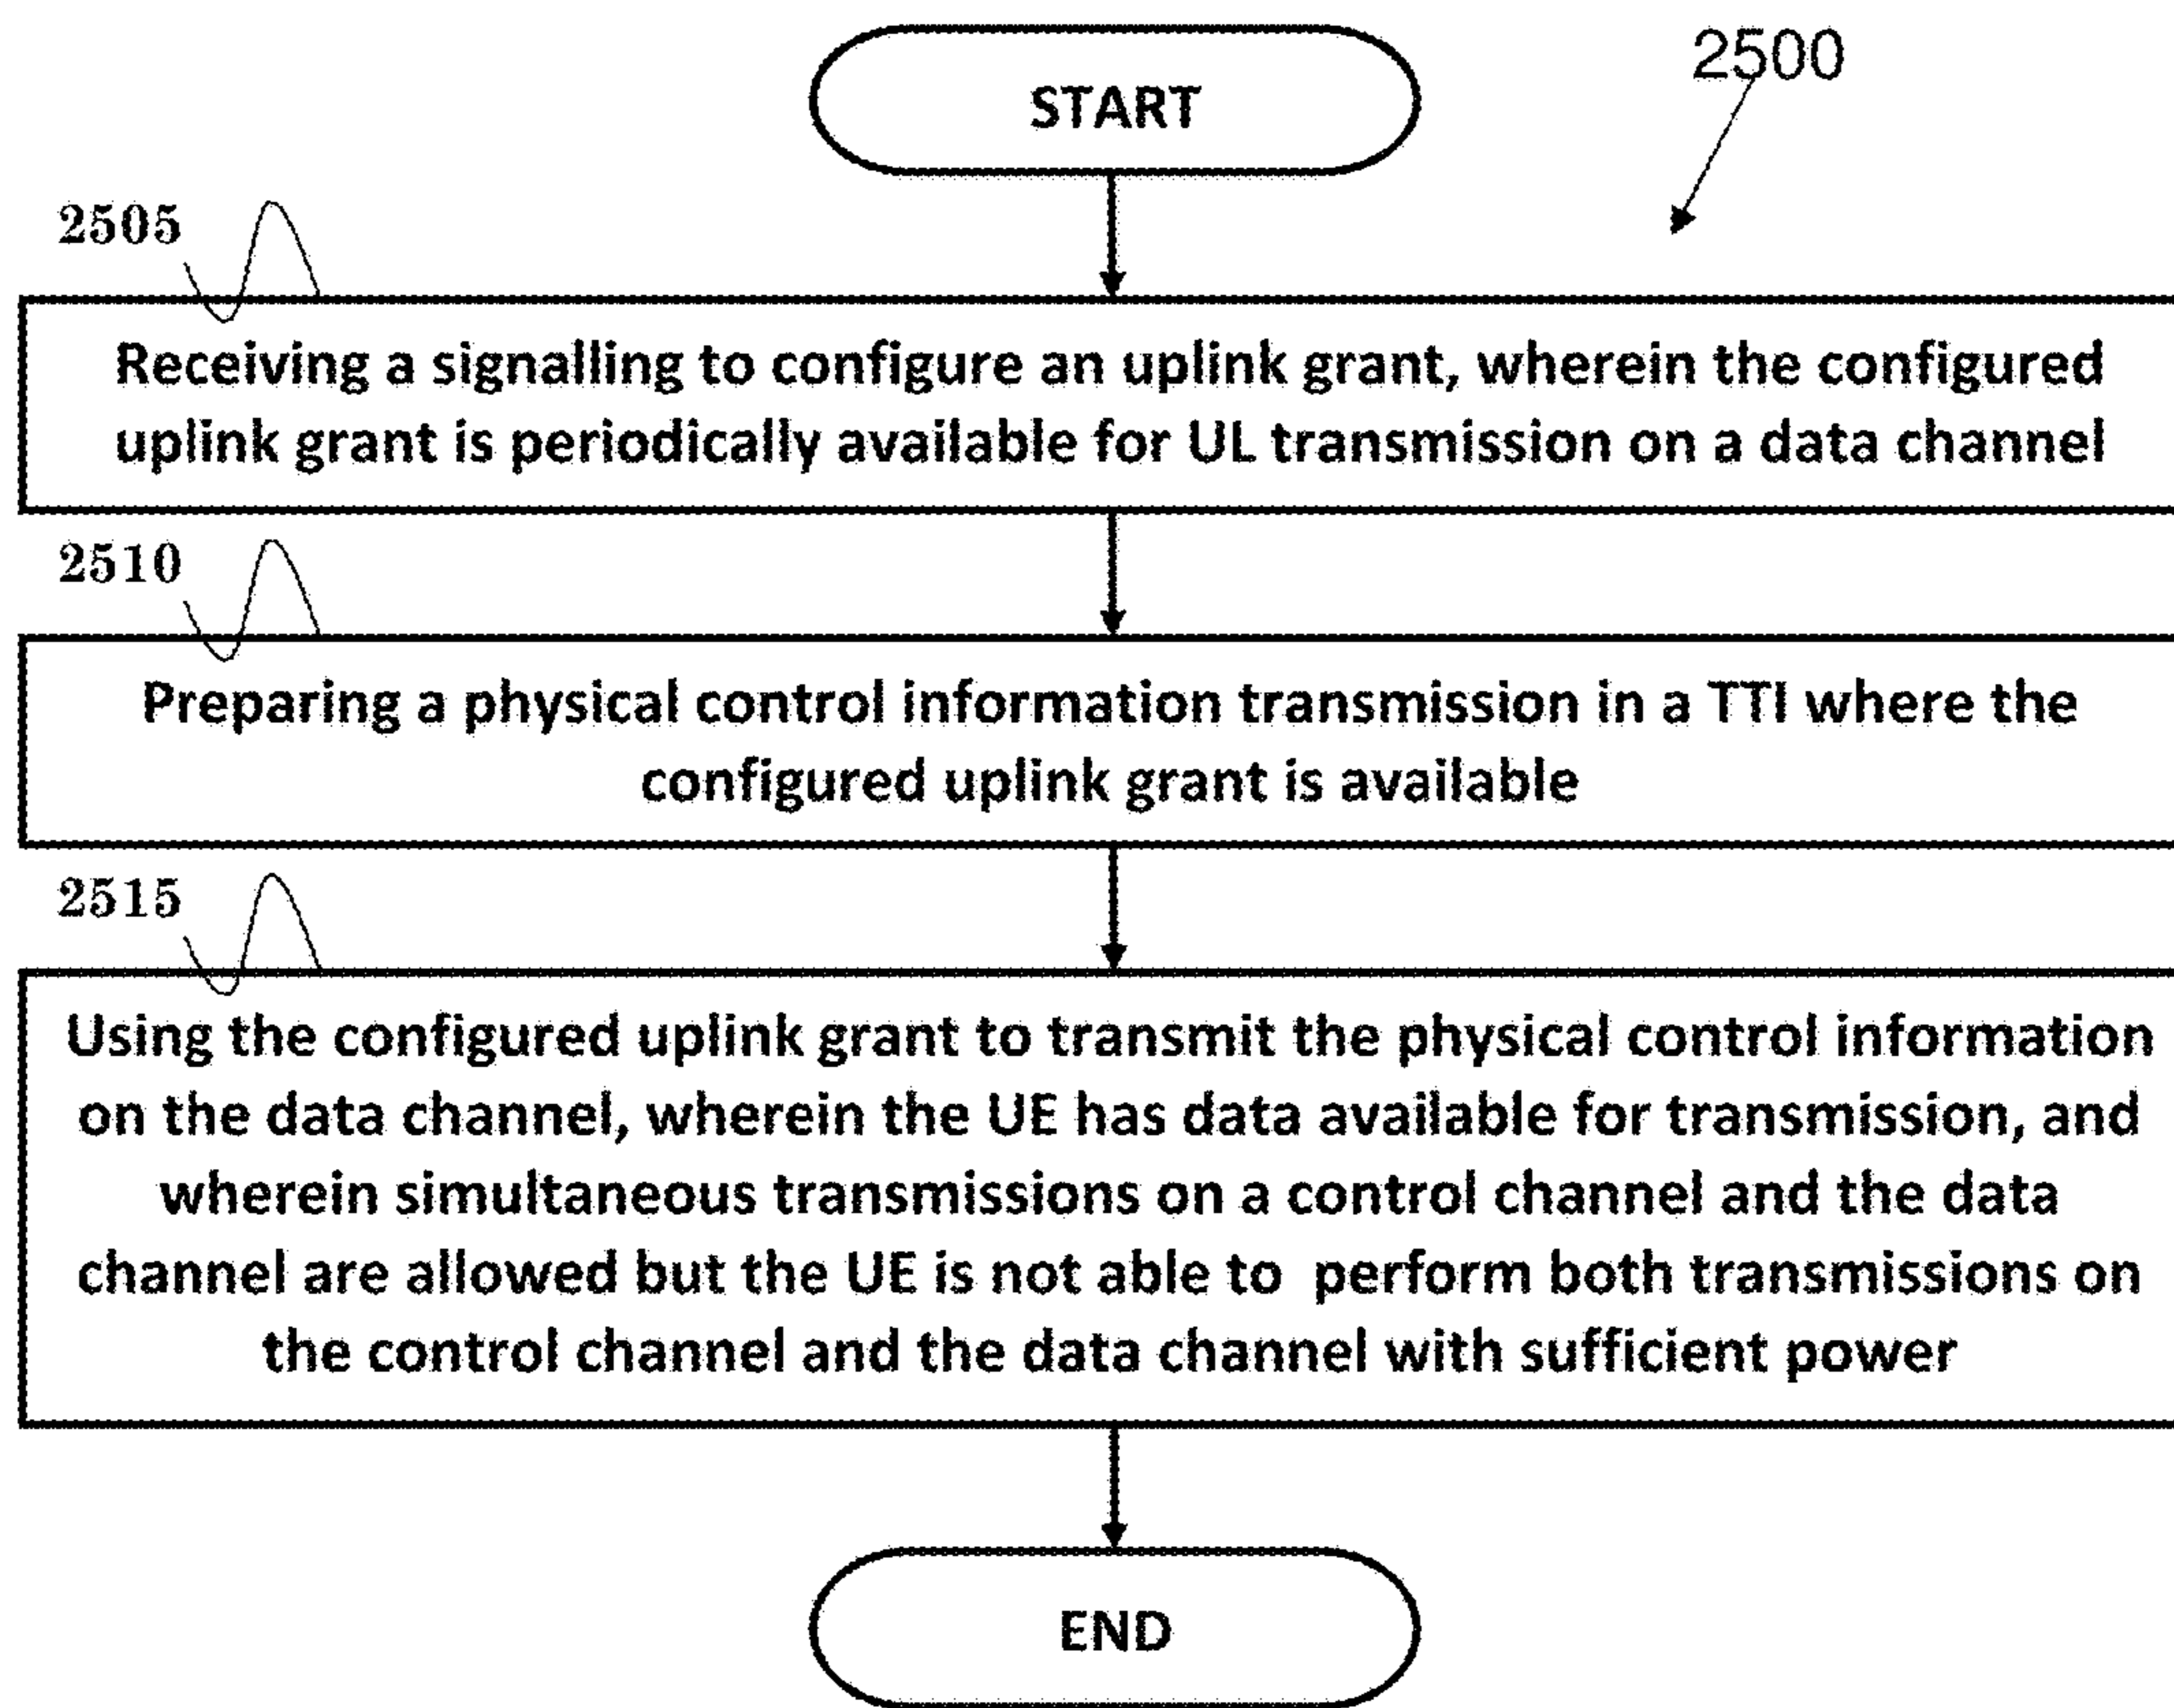 START
2500
2505
Receiving a signalling to configure an uplink grant, wherein the configured
uplink grant is periodically available for UL transmission on a data channel
2510
Preparing a physical control information transmission in a TTI where the
configured uplink grant is available
2515
Using the configured uplink grant to transmit the physical control information
on the data channel, wherein the UE has data available for transmission, and
wherein simultaneous transmissions on a control channel and the data
channel are allowed but the UE is not able to perform both transmissions on
the control channel and the data channel with sufficient power
END